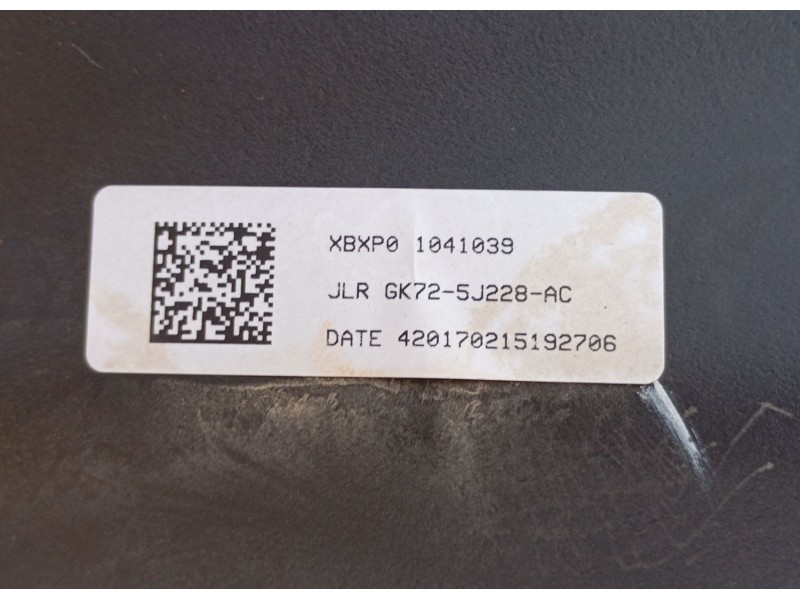 XBXP0 1041039
JLR GK72-5J228-AC
DATE 420170215192706